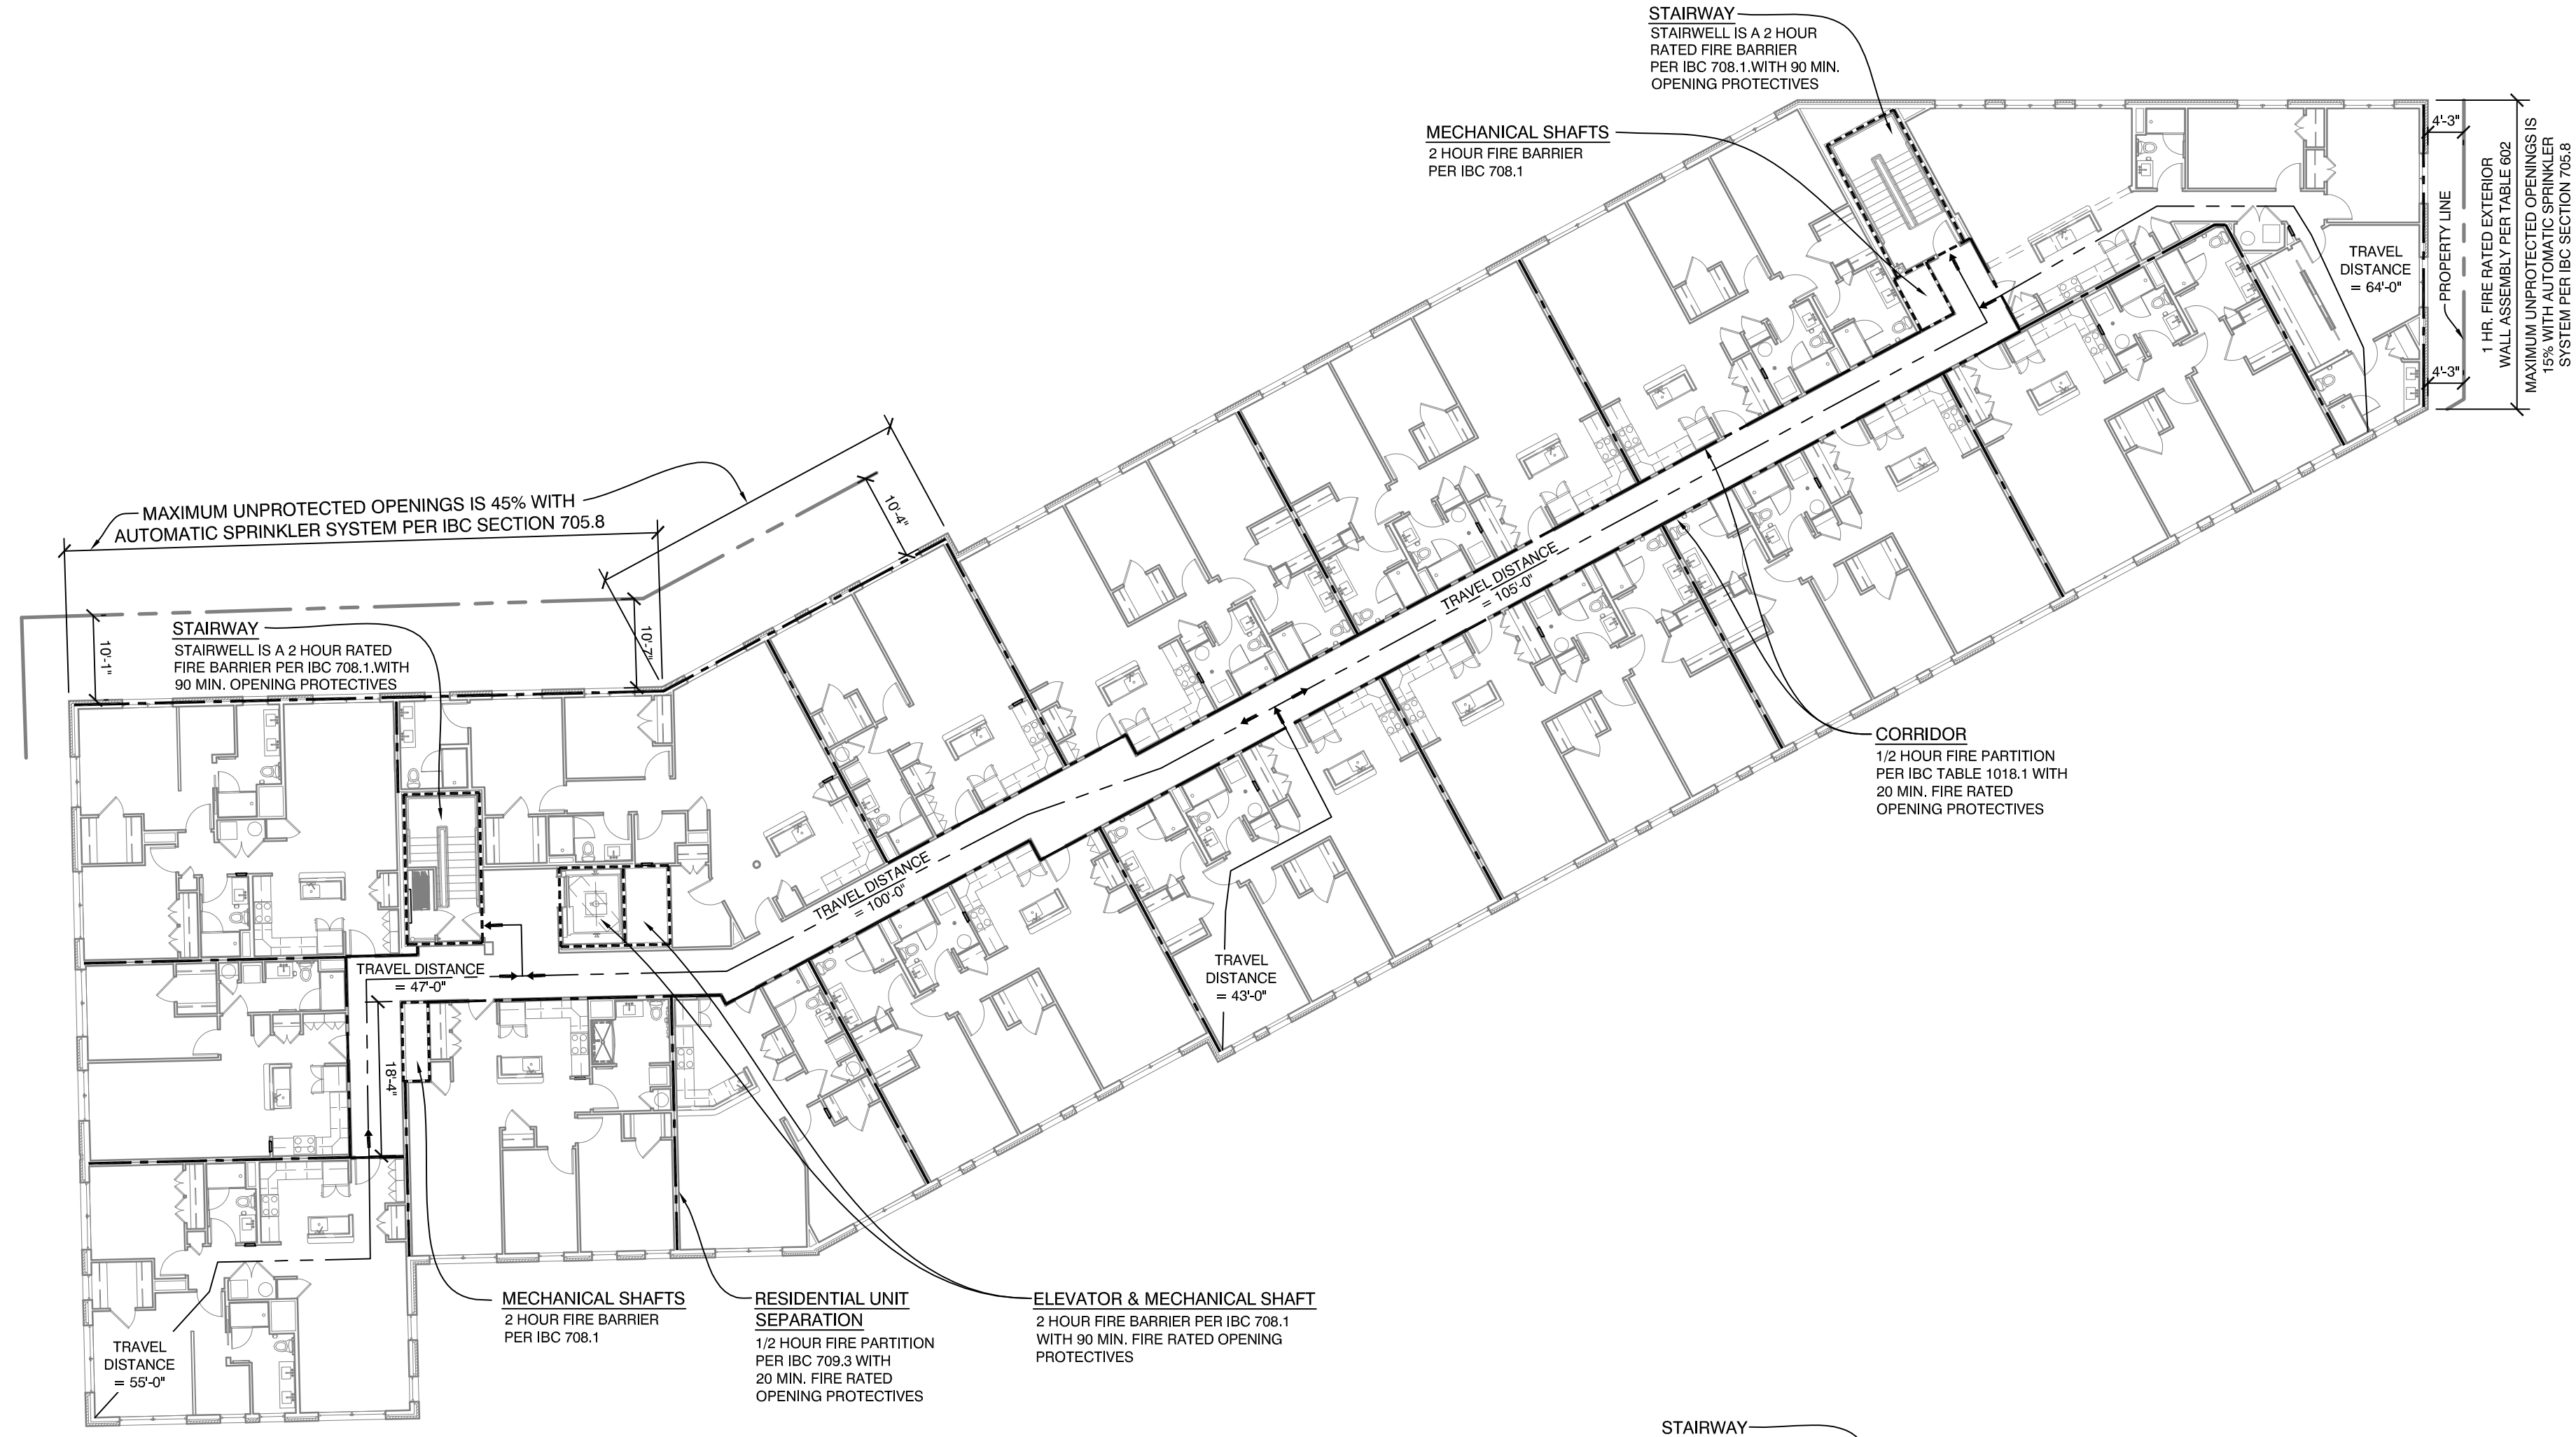 STAIRWAY
STAIRWELL IS A 2 HOUR
RATED FIRE BARRIER
PER IBC 708.1.WITH 90 MIN.
OPENING PROTECTIVES
MECHANICAL SHAFTS
2 HOUR FIRE BARRIER
PER IBC 708.1
4'-3"
PROPERTY LINE
4'-3"
1 HR. FIRE RATED EXTERIOR
WALL ASSEMBLY PER TABLE 602
MAXIMUM UNPROTECTED OPENINGS IS
15% WITH AUTOMATIC SPRINKLER
SYSTEM PER IBC SECTION 705.8
TRAVEL
DISTANCE
= 64'-0"
MAXIMUM UNPROTECTED OPENINGS IS 45% WITH
AUTOMATIC SPRINKLER SYSTEM PER IBC SECTION 705.8
10'-4"
10'-1"
10'-7"
STAIRWAY
STAIRWELL IS A 2 HOUR RATED
FIRE BARRIER PER IBC 708.1.WITH
90 MIN. OPENING PROTECTIVES
TRAVEL DISTANCE
= 105'-0"
CORRIDOR
1/2 HOUR FIRE PARTITION
PER IBC TABLE 1018.1 WITH
20 MIN. FIRE RATED
OPENING PROTECTIVES
TRAVEL DISTANCE
= 100'-0"
TRAVEL DISTANCE
= 47'-0"
TRAVEL
DISTANCE
= 43'-0"
18'-4"
MECHANICAL SHAFTS
2 HOUR FIRE BARRIER
PER IBC 708.1
RESIDENTIAL UNIT
SEPARATION
1/2 HOUR FIRE PARTITION
PER IBC 709.3 WITH
20 MIN. FIRE RATED
OPENING PROTECTIVES
ELEVATOR & MECHANICAL SHAFT
2 HOUR FIRE BARRIER PER IBC 708.1
WITH 90 MIN. FIRE RATED OPENING
PROTECTIVES
TRAVEL
DISTANCE
= 55'-0"
STAIRWAY